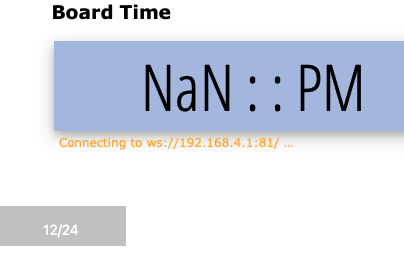 Board Time
NaN : : PM
Connecting to ws://192.168.4.1:81/ ...
12/24